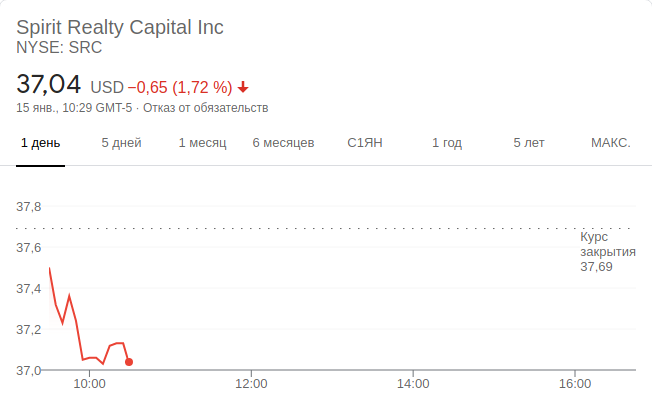 Spirit Realty Capital Inc
NYSE: SRC
37,04 USD −0,65 (1,72 %)
15 янв., 10:29 GMT-5 · Отказ от обязательств
1 день 5 дней 1 месяц 6 месяцев С1ЯН 1 год 5 лет МАКС.
37,8
Курс
37,6 закрытия
37,69
37,4
37,2
37,0
10:00 12:00 14:00 16:00